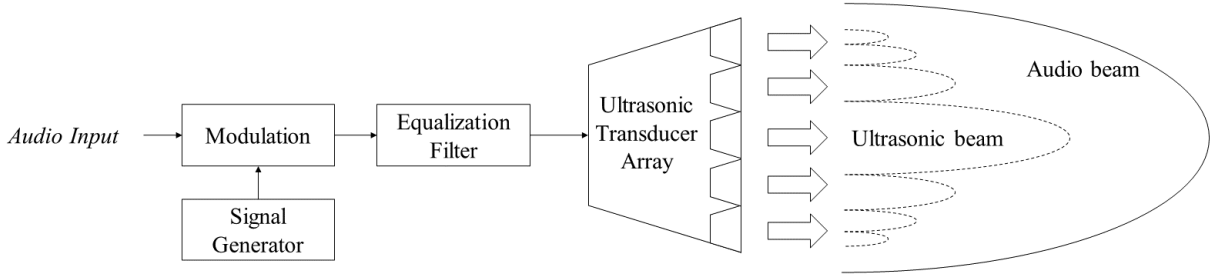 Audio Input
Modulation
Signal
Generator
Equalization
Filter
Ultrasonic
Transducer
Array
Ultrasonic beam
Audio beam